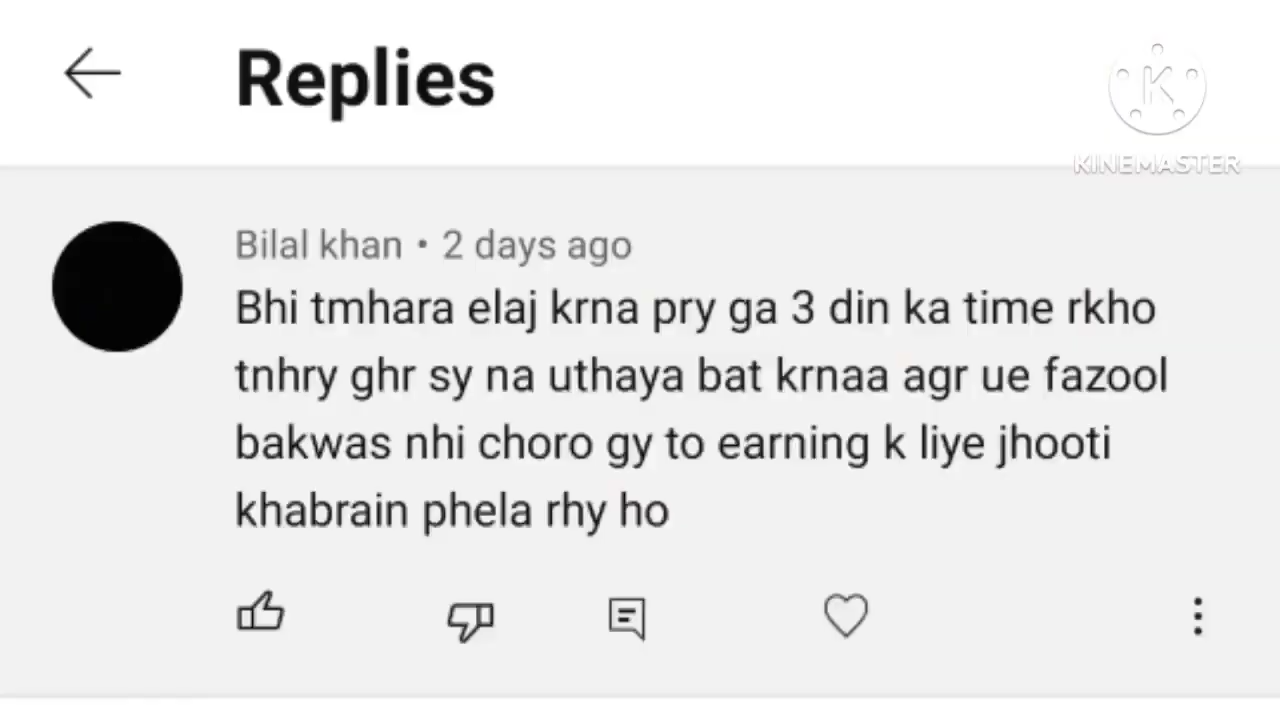 Replies
KINEMASTER
Bilal khan • 2 days ago
Bhi tmhara elaj krna pry ga 3 din ka time rkho
tnhry ghr sy na uthaya bat krnaa agr ue fazool
bakwas nhi choro gy to earning k liye jhooti
khabrain phela rhy ho